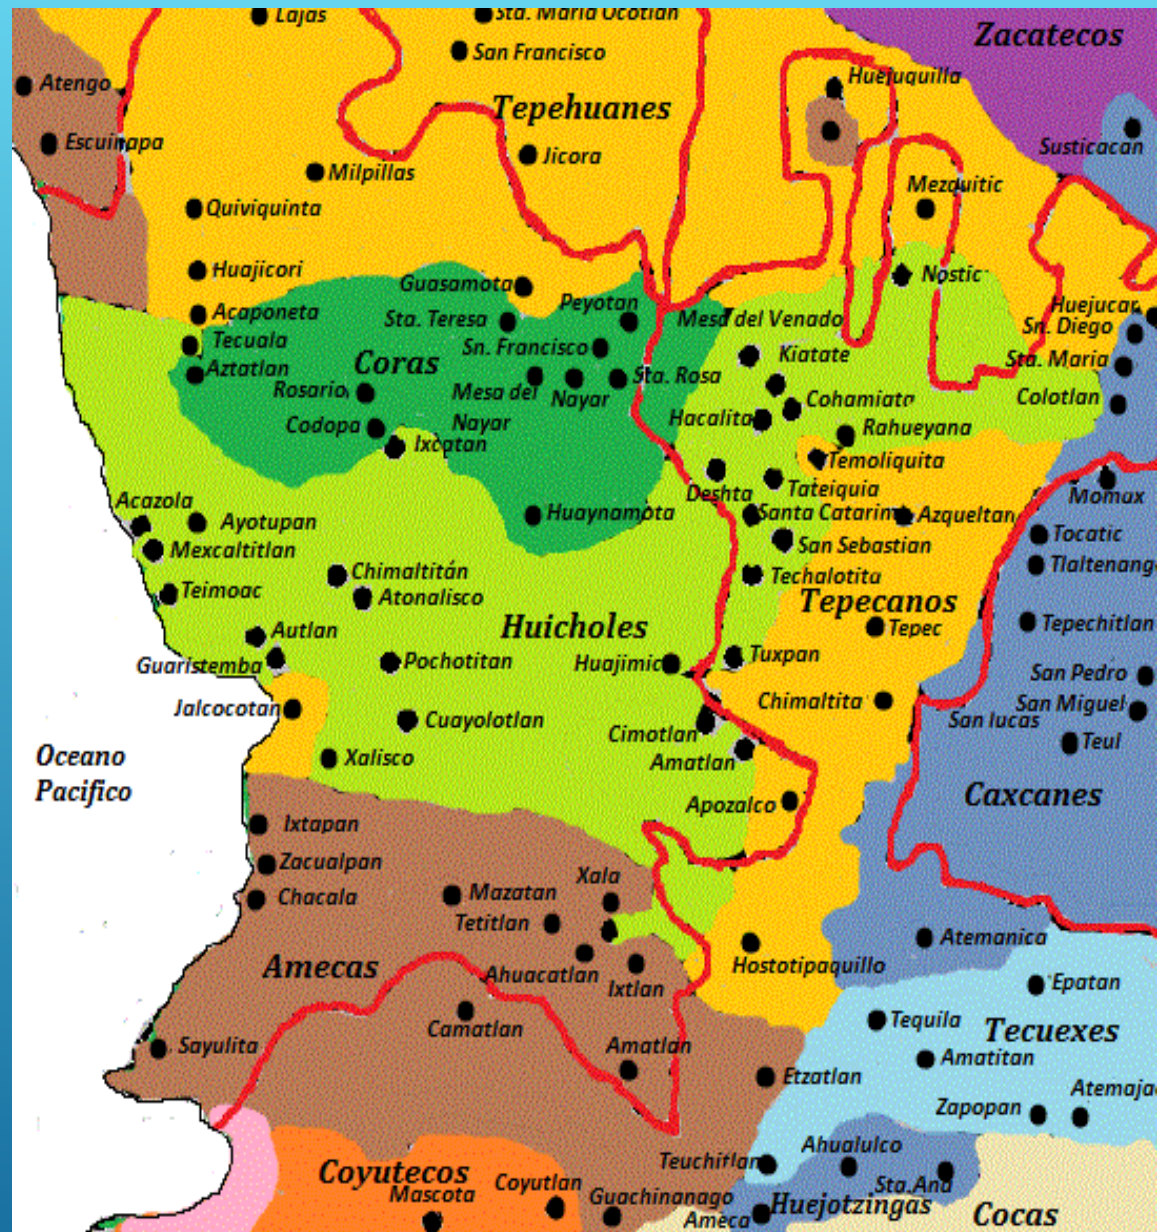 Lajas
Sta. Maria Ocotlan
Zacatecos
San Francisco
Huejuquilla
Atengo
Tepehuanes
Escuinapa
Jicora
Susticacan
Milpillas
Mezquitic
Quiviquinta
Huajicori
Nostic
Guasamota
Peyotan
Huejucar
Acaponeta
Sta. Teresa
Mesa del Venado
Sn. Diego
Tecuala
Sn. Francisco
Kiatate
Sta. Maria
Aztatlan
Coras
Sta. Rosa
Rosario
Mesa del
Nayar
Nayar
Cohamiata
Colotlan
Codopa
Hacalita
Rahueyana
Ixcatan
Temoliquita
Deshta
Tateiquia
Momax
Acazola
Ayotupan
Huaynamota
Santa Catarin
Azqueltan
Tocatic
Mexcaltitlan
San Sebastian
Tlaltenang
Chimaltitán
Techalotita
Teimoac
Atonalisco
Tepecanos
Autlan
Huicholes
Tepec
Tepechitlan
Guaristemba
Pochotitan
Huajimic
Tuxpan
San Pedro
Jalcocotan
Cuayolotlan
Chimaltita
San Miguel
San lucas
Cimotlan
Teul
Oceano
Pacifico
Xalisco
Amatlan
Apozalco
Caxcanes
Ixtapan
Zacualpan
Xala
Chacala
Mazatan
Tetitlan
Atemanica
Amecas
Ahuacatlan
Ixtlan
Hostotipaquillo
Epatan
Camatlan
Tequila
Tecuexes
Sayulita
Amatlan
Amatitan
Etzatlan
Atemaja
Zapopan
Ahualulco
Teuchitlan
Coyutecos
Coyutlan
Sta.Ana
Mascota
Guachinanago
Huejotzingas
Ameca
Cocas